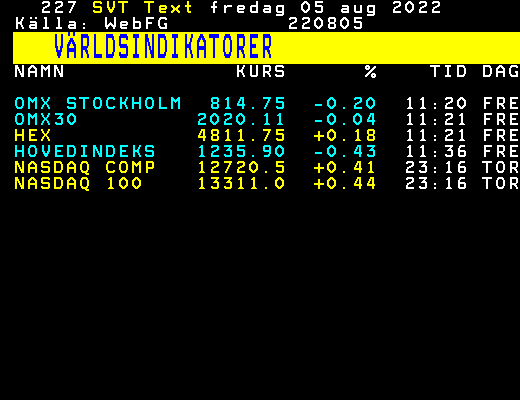 227 SVT Text fredag 05 aug 2022
Källa: WebFG 220805
VÄRLDSINDIKATORER
NAMN KURS % TID DAG
OMX STOCKHOLM 814.75 -0.20 11:20 FRE
OMX30 2020.11 -0.04 11:21 FRE
HEX 4811.75 +0.18 11:21 FRE
HOVEDINDEKS 1235.90 -0.43 11:36 FRE
NASDAQ COMP 12720.5 +0.41 23:16 TOR
NASDAQ 100 13311.0 +0.44 23:16 TOR